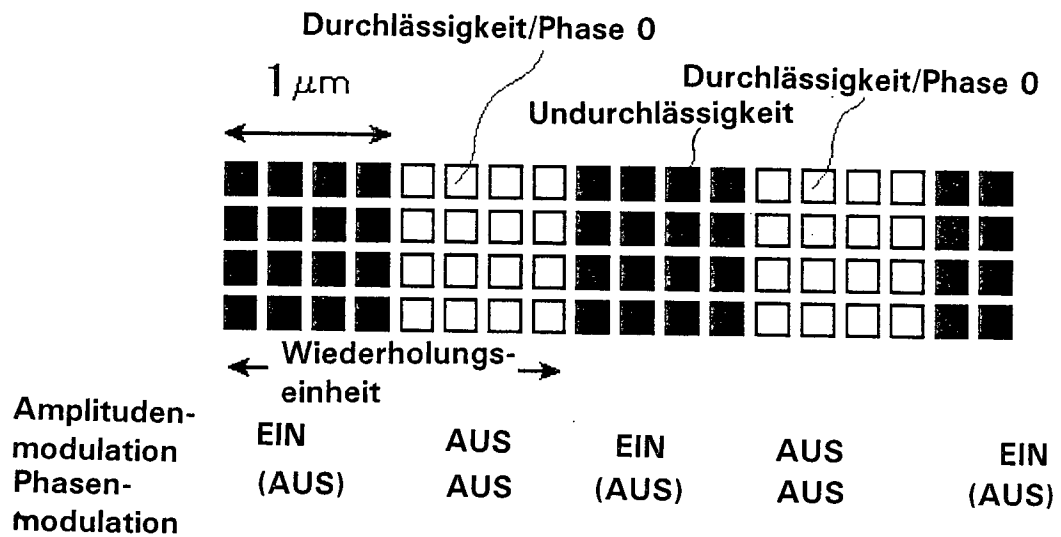 Durchlässigkeit/Phase 0
1 μm
Durchlässigkeit/Phase 0
Undurchlässigkeit
Wiederholungs-
einheit
Amplituden-
modulation
EIN AUS EIN AUS EIN
Phasen-
modulation
(AUS) AUS (AUS) AUS (AUS)